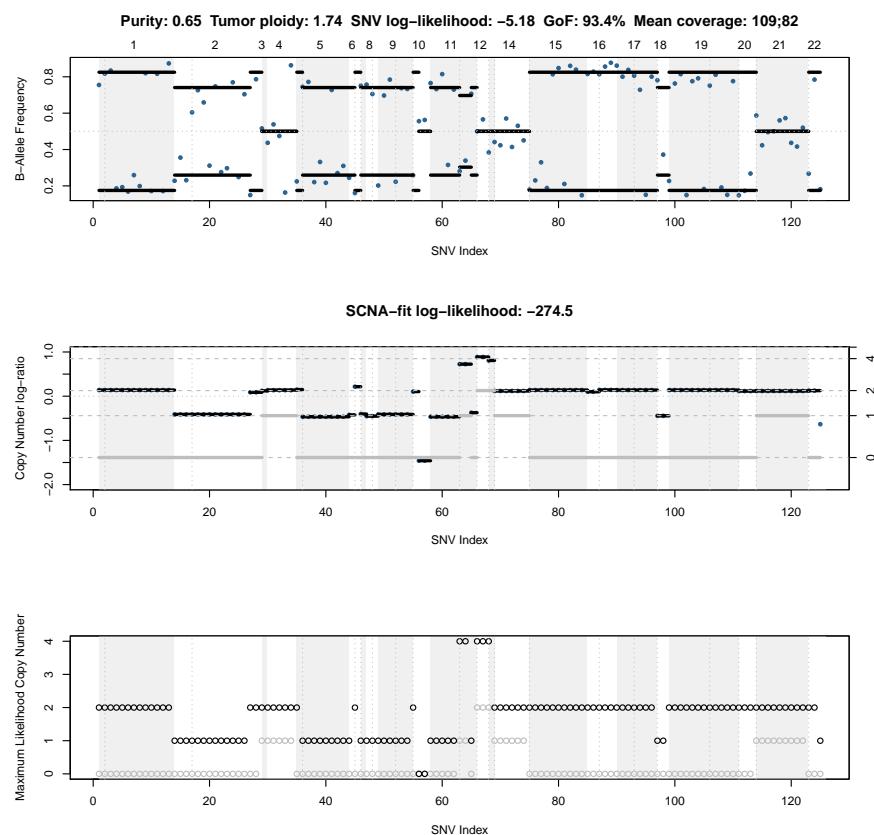 Purity: 0.65 Tumor ploidy: 1.74 SNV log−likelihood: −5.18 GoF: 93.4% Mean coverage: 109;82
1 2 3 4 5 6 8 9 10 11 12 14 15 16 17 18 19 20 21 22
B−Allele Frequency
0.8
0.6
0.4
0.2
0 20 40 60 80 100 120
SNV Index
SCNA−fit log−likelihood: −274.5
Copy Number log−ratio
1.0
0.0
−1.0
−2.0
4
2
1
0
0 20 40 60 80 100 120
SNV Index
Maximum Likelihood Copy Number
4
3
2
1
0
0 20 40 60 80 100 120
SNV Index